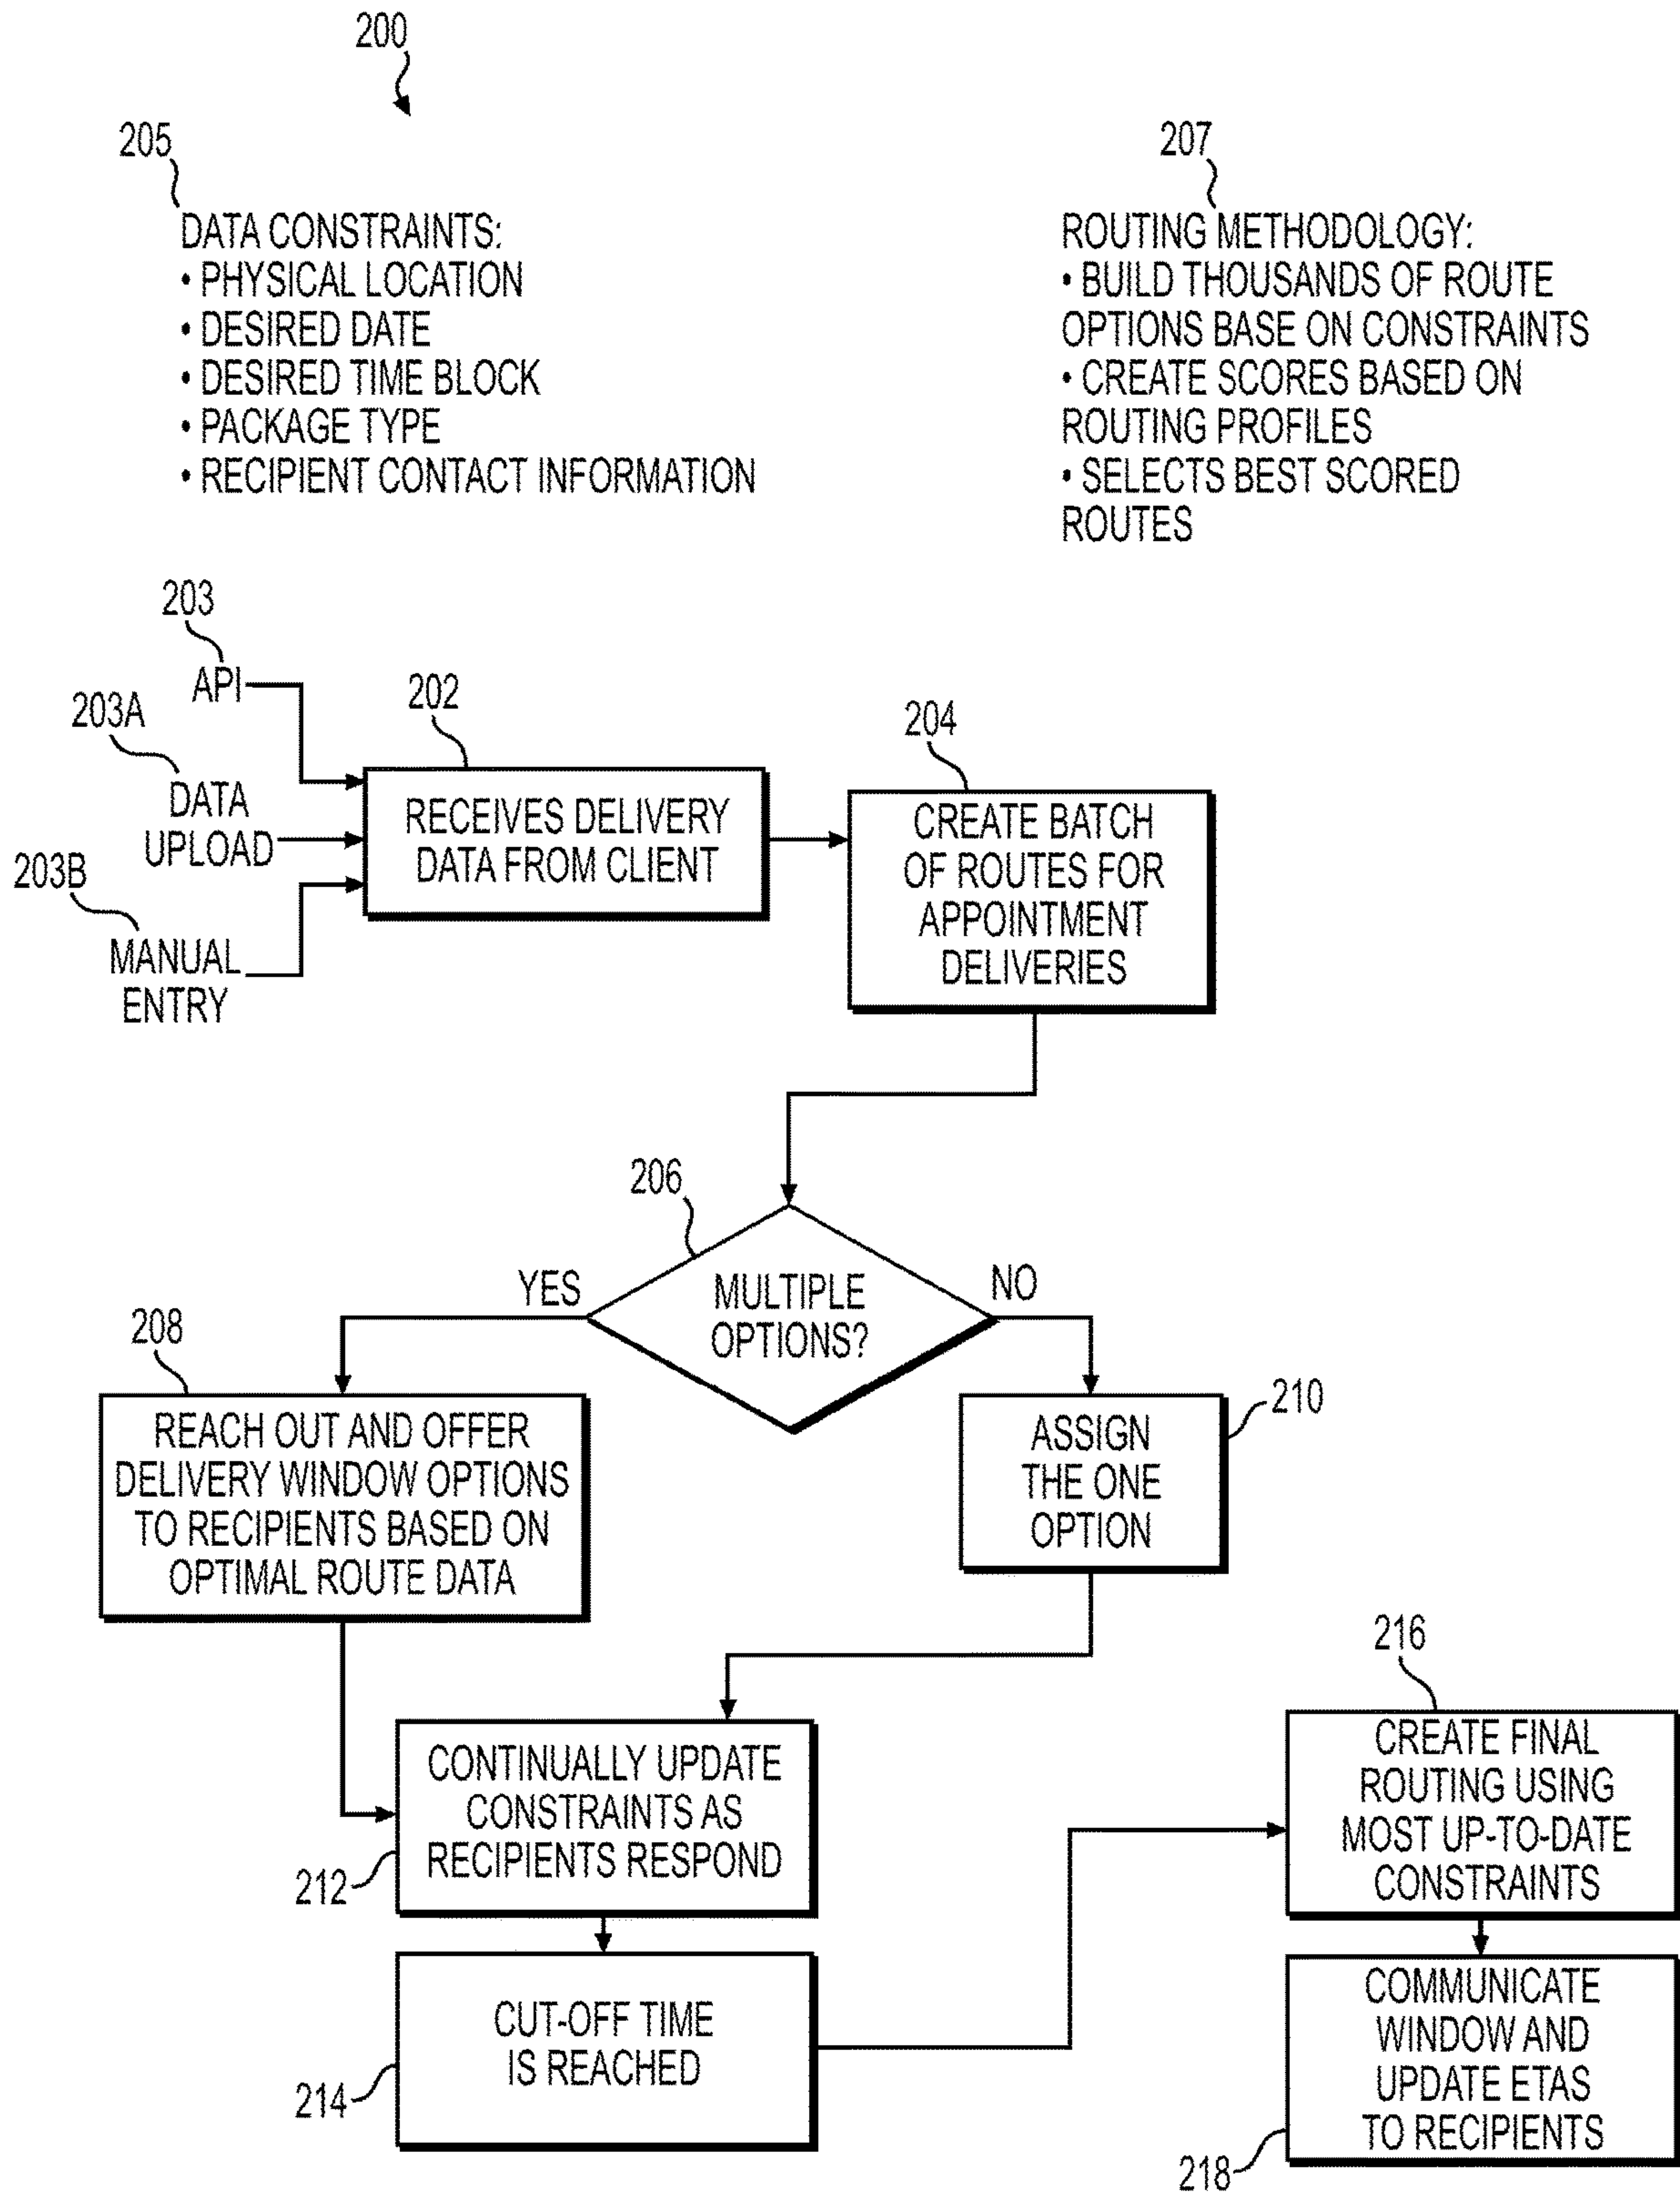 200
205
DATA CONSTRAINTS:
• PHYSICAL LOCATION
• DESIRED DATE
• DESIRED TIME BLOCK
• PACKAGE TYPE
• RECIPIENT CONTACT INFORMATION
207
ROUTING METHODOLOGY:
• BUILD THOUSANDS OF ROUTE
OPTIONS BASE ON CONSTRAINTS
• CREATE SCORES BASED ON
ROUTING PROFILES
• SELECTS BEST SCORED
ROUTES
203
API
203A
DATA
UPLOAD
203B
MANUAL
ENTRY
202
RECEIVES DELIVERY
DATA FROM CLIENT
204
CREATE BATCH
OF ROUTES FOR
APPOINTMENT
DELIVERIES
206
MULTIPLE
OPTIONS?
YES
NO
208
REACH OUT AND OFFER
DELIVERY WINDOW OPTIONS
TO RECIPIENTS BASED ON
OPTIMAL ROUTE DATA
210
ASSIGN
THE ONE
OPTION
CONTINUALLY UPDATE
CONSTRAINTS AS
RECIPIENTS RESPOND
212
CUT-OFF TIME
IS REACHED
214
216
CREATE FINAL
ROUTING USING
MOST UP-TO-DATE
CONSTRAINTS
COMMUNICATE
WINDOW AND
UPDATE ETAS
TO RECIPIENTS
218